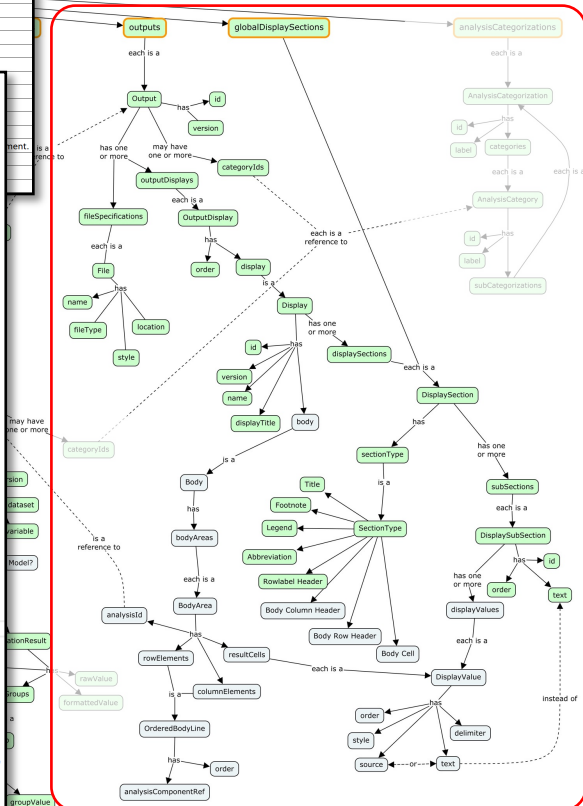 outputs
globalDisplaySections
analysisCategorizations
each is a
each is a
Output
has
id
version
AnalysisCategorization
has
id
label
categories
each is a
each is a
AnalysisCategory
has
id
label
subCategorizations
ment.
is a
reference to
has one
or more
may have
one or more
categoryIds
outputDisplays
each is a
fileSpecifications
OutputDisplay
each is a
reference to
each is a
has
order
display
File
has
name
fileType
location
style
is a
Display
has one
or more
displaySections
has
id
version
name
displayTitle
body
each is a
DisplaySection
may have
one or more
categoryIds
has
has one
or more
sectionType
subSections
is a
Body
is a
each is a
Title
Footnote
Legend
Abbreviation
SectionType
Rowlabel Header
Body Column Header
Body Row Header
Body Cell
DisplaySubSection
has
id
order
text
has one
or more
displayValues
has
bodyAreas
each is a
BodyArea
rsion
dataset
variable
Model?
is a
reference to
analysisId
has
rowElements
resultCells
columnElements
each is a
each is a
DisplayValue
ationResult
has
rawValue
formattedValue
Groups
a
is a
OrderedBodyLine
has
order
analysisComponentRef
has
order
style
source
or
text
delimiter
instead of
groupValue